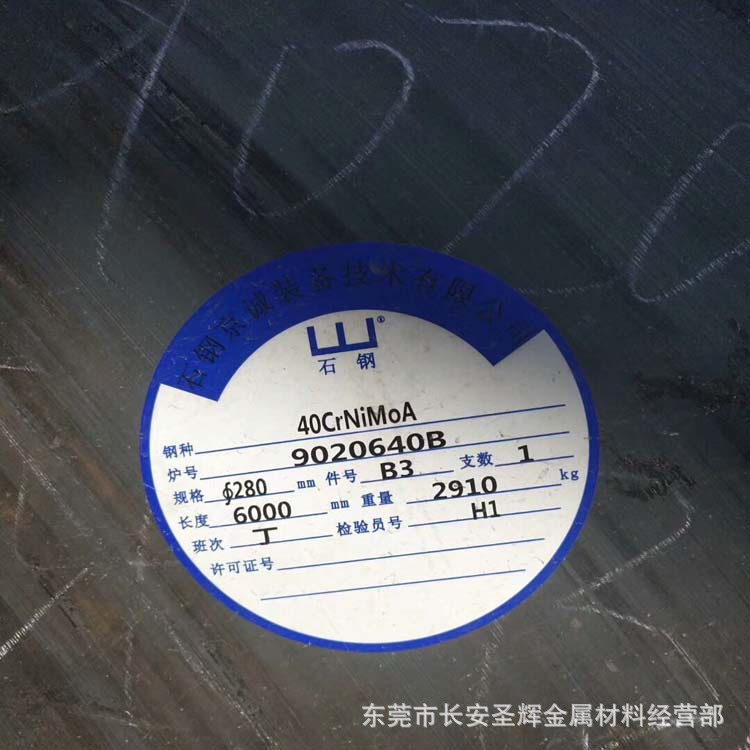 石钢京诚装备技术有限公司
®
石钢
钢种 40CrNiMoA
炉号 9020640B
规格 ϕ280 mm 件号 B3 支数 1
长度 6000 mm 重量 2910 kg
班次 丁 检验员号 H1
许可证号
东莞市长安圣辉金属材料经营部